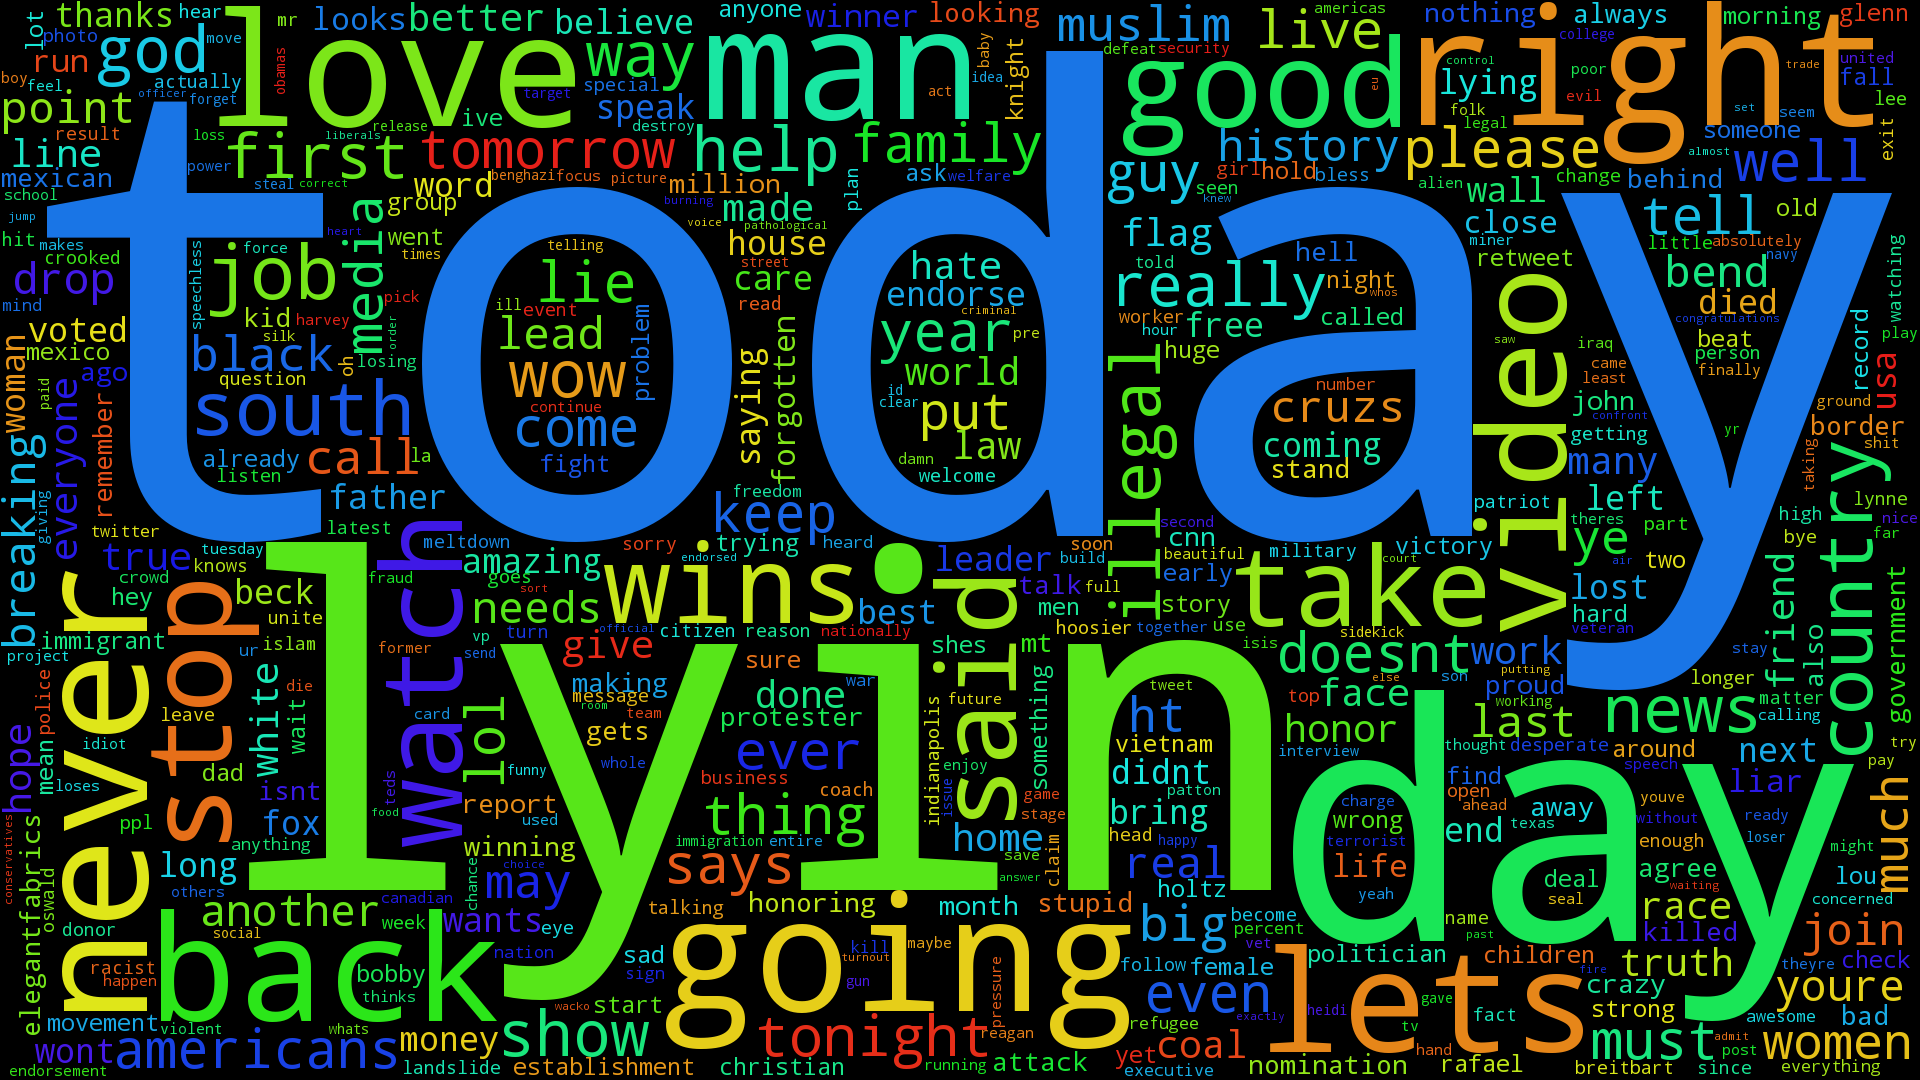 today
lyin
day
love
man
good
right
back
going
lets
never
stop
watch
wins
said
take
video
country
illegal
god
way
muslim
live
help
family
history
please
well
tell
first
tomorrow
point
line
run
thanks
looks
better
believe
anyone
winner
looking
nothing
always
morning
glenn
lot
photo
hear
mr
move
boy
feel
actually
officer
forget
obamas
ive
special
target
speak
destroy
release
liberals
baby
idea
knight
act
americas
defeat
security
lying
college
control
folk
legal
poor
evil
eu
trade
united
fall
set
seem
lee
exit
someone
almost
result
loss
power
mexican
school
steal
correct
word
benghazi
focus
picture
million
ask
welfare
plan
guy
girl
hold
seen
bless
knew
wall
alien
change
behind
jump
hit
makes
crooked
heart
group
went
times
media
force
job
drop
mind
speechless
kid
silk
harvey
pick
order
oh
telling
lie
ill
event
lead
wow
continue
come
fight
problem
burning
voice
pathological
made
house
street
care
read
saying
forgotten
hate
endorse
criminal
year
pre
world
id
clear
put
law
damn
welcome
flag
told
really
worker
hour
free
hell
night
whos
called
huge
close
miner
retweet
old
little
absolutely
navy
bend
died
congratulations
watching
play
beat
person
finally
saw
iraq
came
least
john
confront
getting
many
ground
border
yr
usa
record
shit
taking
voted
mexico
ago
woman
paid
black
question
losing
south
already
listen
call
la
father
latest
everyone
remember
breaking
giving
twitter
true
tuesday
knows
crowd
hey
fraud
beck
unite
immigrant
project
ur
islam
white
wait
die
leave
idiot
police
mean
hope
loses
dad
isnt
fox
ppl
anything
long
others
conservatives
elegantfabrics
oswald
donor
racist
happen
movement
wont
endorsement
americans
violent
whats
another
social
bobby
thinks
week
canadian
chance
money
landslide
establishment
show
start
wants
eye
nation
may
choice
sad
sign
wacko
talking
says
winning
report
used
funny
lol
card
former
teds
food
vp
send
turn
meltdown
amazing
goes
sort
needs
official
sorry
endorsed
trying
freedom
keep
heard
number
cruzs
coming
stand
leader
soon
build
talk
full
cnn
second
beautiful
early
military
court
victory
patriot
theres
left
part
ye
air
two
high
bye
lynne
nice
far
best
men
story
use
hoosier
together
isis
sidekick
lost
hard
veteran
friend
also
government
citizen
reason
nationally
shes
mt
give
making
message
room
team
gets
whole
sure
war
done
protester
ever
business
coach
thing
immigration
entire
future
something
enjoy
indianapolis
issue
game
stage
home
answer
save
claim
head
month
stupid
honoring
tonight
maybe
kill
turnout
gun
pressure
reagan
running
christian
attack
tweet
ht
vietnam
didnt
patton
bring
happy
real
holtz
doesnt
top
face
else
son
honor
interview
work
putting
proud
working
last
thought
desperate
news
speech
longer
stay
matter
calling
try
pay
around
next
find
open
ahead
away
end
texas
youve
without
liar
ready
loser
enough
might
much
charge
wrong
terrorist
life
yeah
agree
waiting
lou
concerned
deal
seal
race
name
past
killed
join
theyre
check
big
become
percent
vet
follow
female
even
refugee
yet
coal
executive
exactly
heidi
politician
children
fire
crazy
truth
gave
tv
fact
hand
strong
must
admit
post
since
awesome
bad
youre
women
everything
nomination
rafael
breitbart